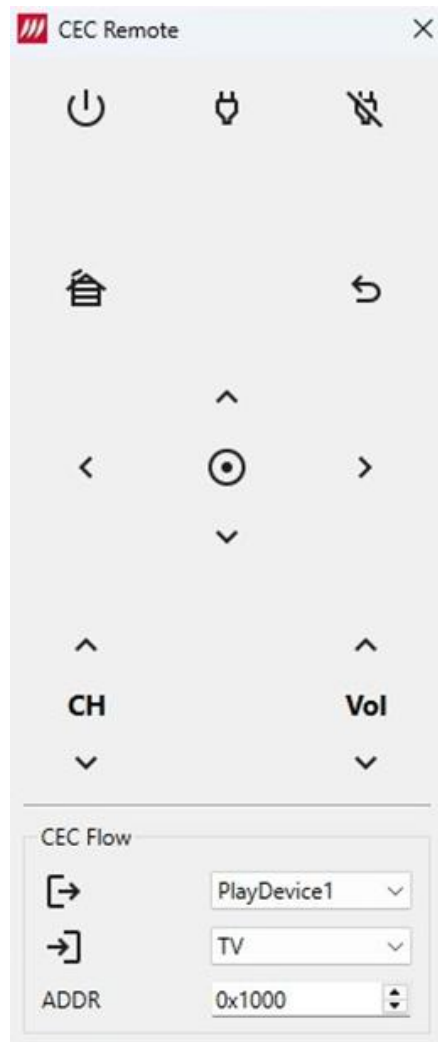 CEC Remote
CH
Vol
CEC Flow
PlayDevice1
TV
ADDR
0x1000